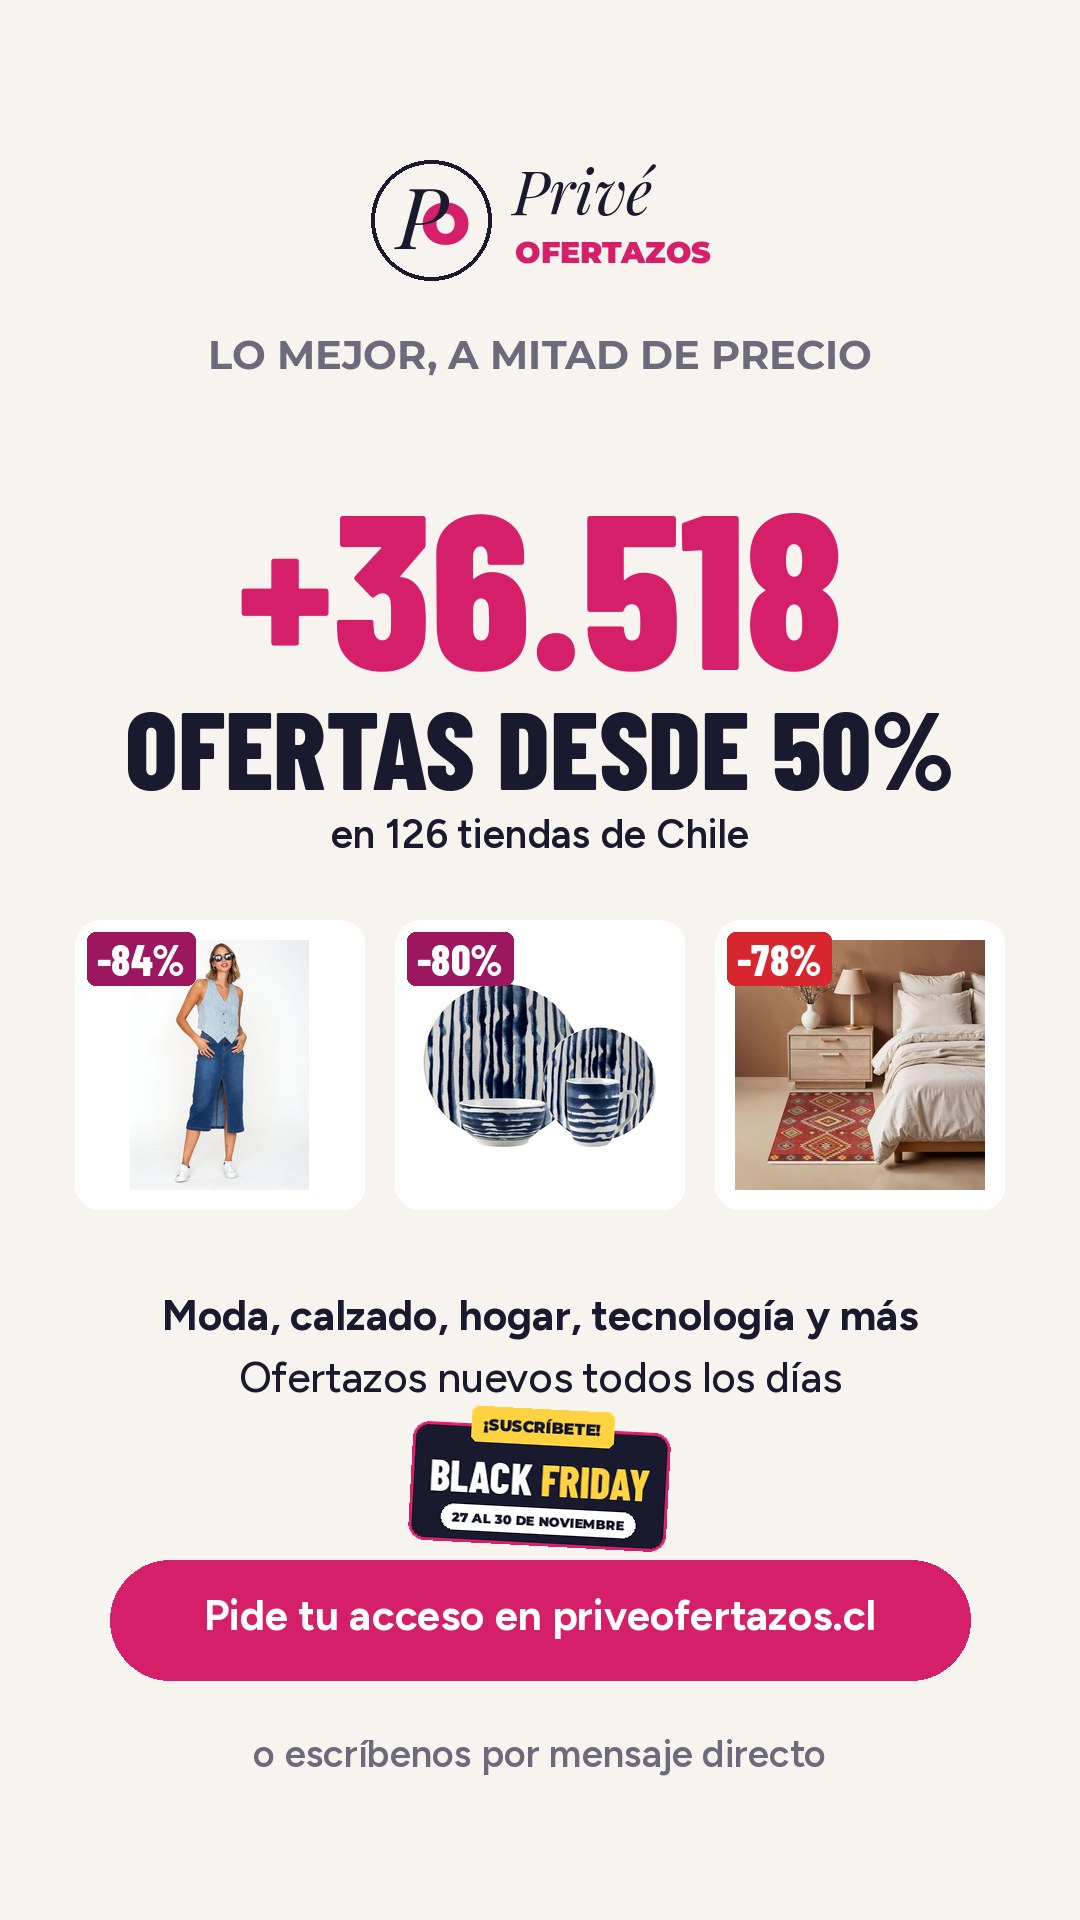 Po
Privé
OFERTAZOS
LO MEJOR, A MITAD DE PRECIO
+36.518
OFERTAS DESDE 50%
en 126 tiendas de Chile
-84%
-80%
-78%
Moda, calzado, hogar, tecnología y más
Ofertazos nuevos todos los días
¡SUSCRÍBETE!
BLACK FRIDAY
27 AL 30 DE NOVIEMBRE
Pide tu acceso en priveofertazos.cl
o escríbenos por mensaje directo